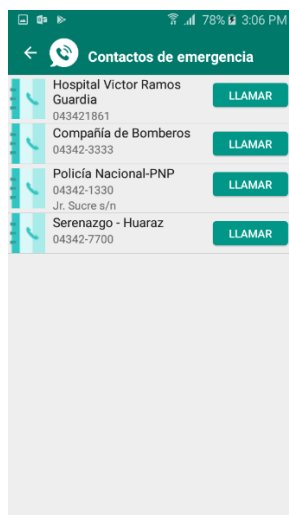 78% 3:06 PM
Contactos de emergencia
Hospital Victor Ramos
Guardia
043421861
LLAMAR
Compañía de Bomberos
04342-3333
LLAMAR
Policía Nacional-PNP
04342-1330
Jr. Sucre s/n
LLAMAR
Serenazgo - Huaraz
04342-7700
LLAMAR